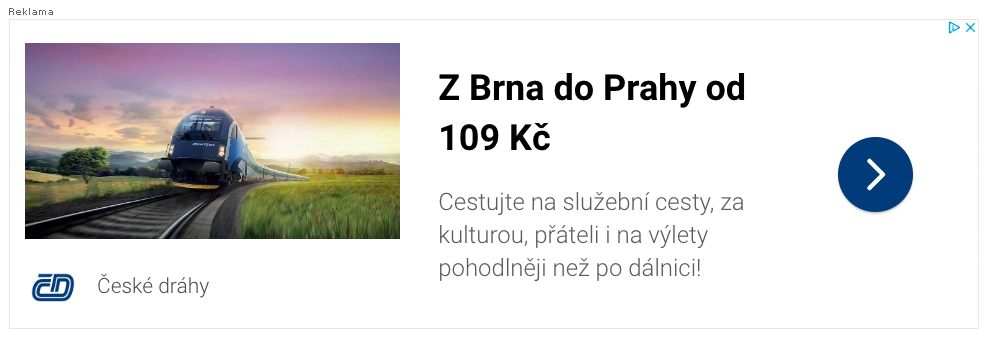 Reklama
Z Brna do Prahy od
109 Kč
Cestujte na služební cesty, za
kulturou, přáteli i na výlety
pohodlněji než po dálnici!
ČD
České dráhy